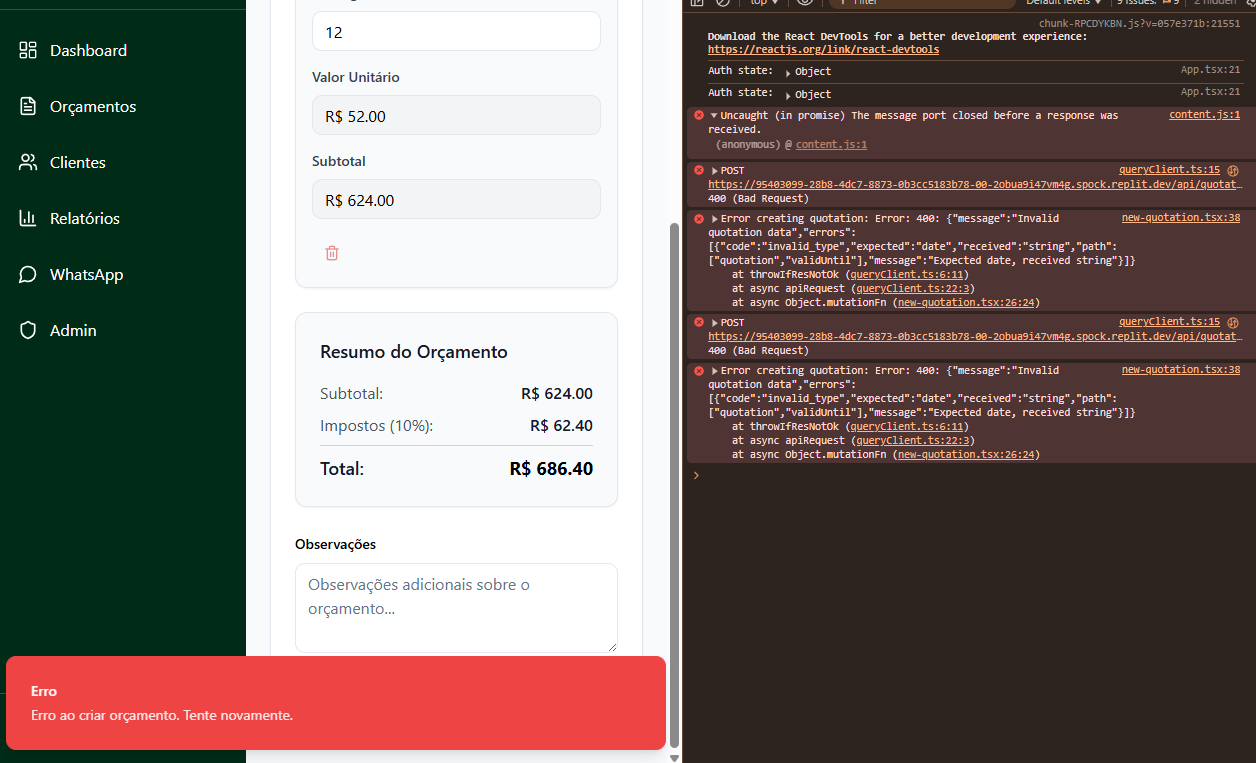 Dashboard
Orçamentos
Clientes
Relatórios
WhatsApp
Admin
12
Valor Unitário
R$ 52.00
Subtotal
R$ 624.00
Resumo do Orçamento
Subtotal: R$ 624.00
Impostos (10%): R$ 62.40
Total: R$ 686.40
Observações
Observações adicionais sobre o
orçamento...
Erro
Erro ao criar orçamento. Tente novamente.
top Filter Default levels 9 Issues: 9 2 hidden
chunk-RPCDYKBN.js?v=057e371b:21551
Download the React DevTools for a better development experience:
https://reactjs.org/link/react-devtools
Auth state: Object App.tsx:21
Auth state: Object App.tsx:21
Uncaught (in promise) The message port closed before a response was content.js:1
received.
(anonymous) @ content.js:1
POST queryClient.ts:15
https://95403099-28b8-4dc7-8873-0b3cc5183b78-00-2obua9i47vm4g.spock.replit.dev/api/quotat…
400 (Bad Request)
Error creating quotation: Error: 400: {"message":"Invalid new-quotation.tsx:38
quotation data","errors":
[{"code":"invalid_type","expected":"date","received":"string","path":
["quotation","validUntil"],"message":"Expected date, received string"}]}
at throwIfResNotOk (queryClient.ts:6:11)
at async apiRequest (queryClient.ts:22:3)
at async Object.mutationFn (new-quotation.tsx:26:24)
POST queryClient.ts:15
https://95403099-28b8-4dc7-8873-0b3cc5183b78-00-2obua9i47vm4g.spock.replit.dev/api/quotat…
400 (Bad Request)
Error creating quotation: Error: 400: {"message":"Invalid new-quotation.tsx:38
quotation data","errors":
[{"code":"invalid_type","expected":"date","received":"string","path":
["quotation","validUntil"],"message":"Expected date, received string"}]}
at throwIfResNotOk (queryClient.ts:6:11)
at async apiRequest (queryClient.ts:22:3)
at async Object.mutationFn (new-quotation.tsx:26:24)